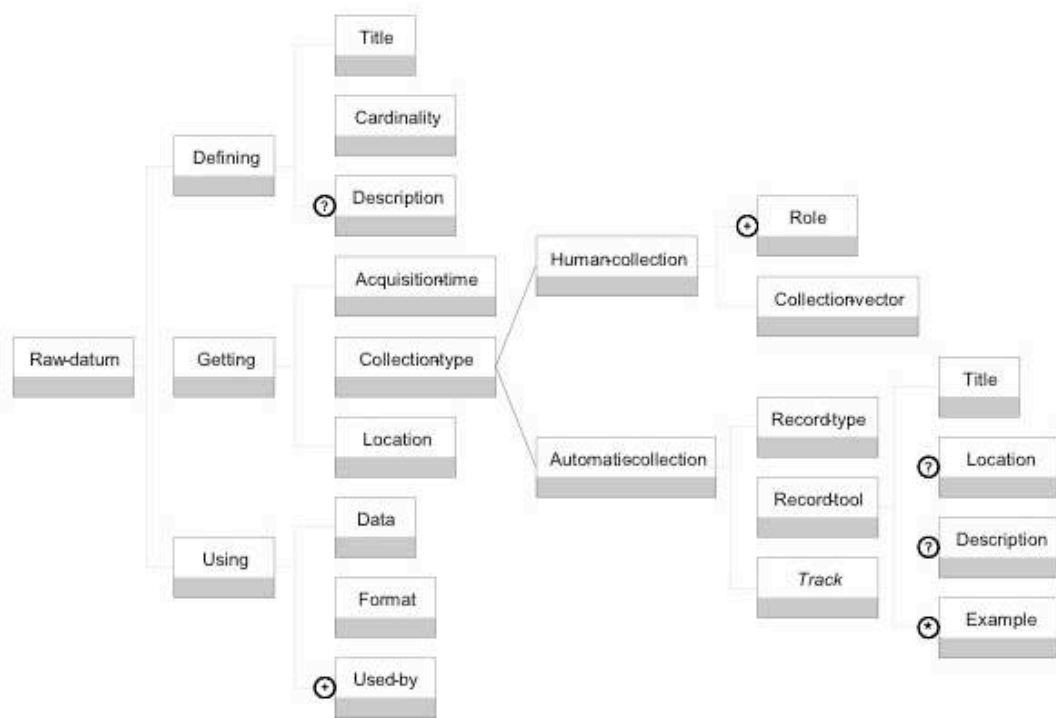 Title
Cardinality
Defining
? Description
Role
+
Human-collection
Acquisition-time
Collection-vector
Raw-datum
Getting
Collection-type
Title
Record-type
Location
Automatic-collection
? Location
Data
Record-tool
Using
? Description
Format
Track
* Example
+ Used-by